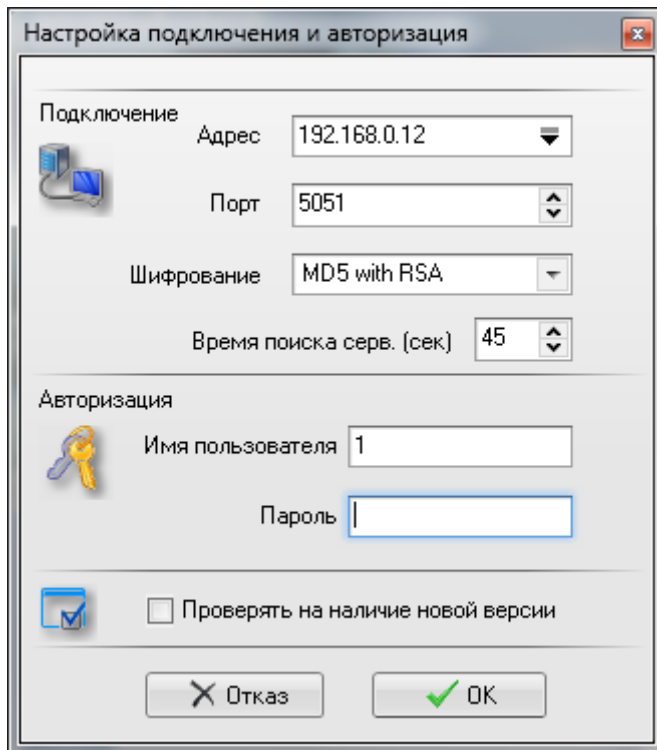 Настройка подключения и авторизация
Подключение
Адрес 192.168.0.12
Порт 5051
Шифрование MD5 with RSA
Время поиска серв. (сек) 45
Авторизация
Имя пользователя 1
Пароль
Проверять на наличие новой версии
Отказ OK